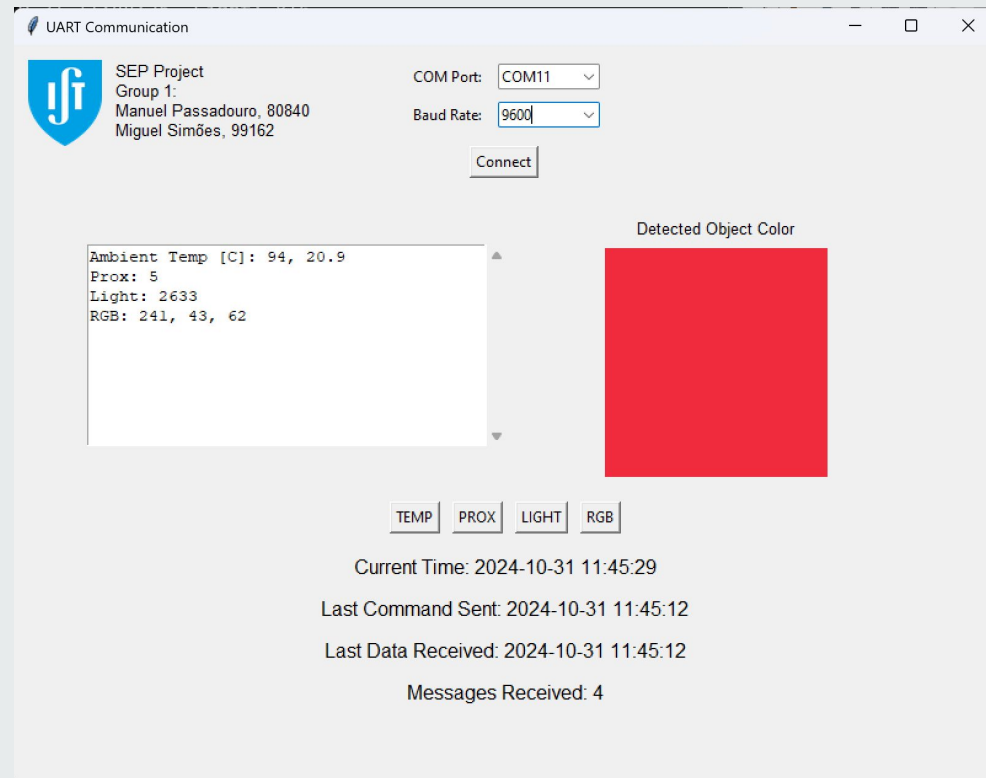 UART Communication
SEP Project
Group 1:
Manuel Passadouro, 80840
Miguel Simões, 99162
COM Port: COM11
Baud Rate: 9600
Connect
Detected Object Color
Ambient Temp [C]: 94, 20.9
Prox: 5
Light: 2633
RGB: 241, 43, 62
TEMP PROX LIGHT RGB
Current Time: 2024-10-31 11:45:29
Last Command Sent: 2024-10-31 11:45:12
Last Data Received: 2024-10-31 11:45:12
Messages Received: 4